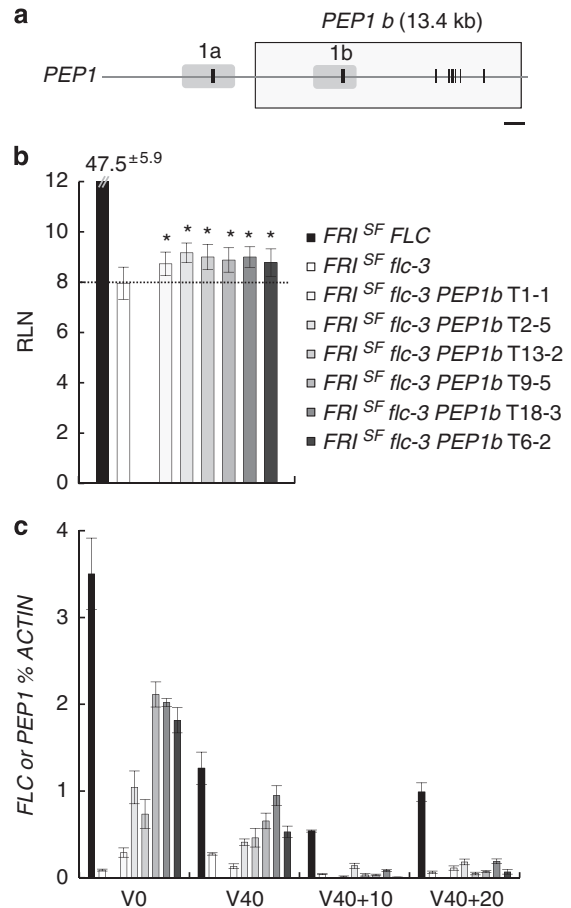 a
PEP1 b (13.4 kb)
1a
1b
PEP1
b
47.5 ±5.9
12
10
8
6
4
2
0
RLN
* * * * * *
FRI SF FLC
FRI SF flc-3
FRI SF flc-3 PEP1b T1-1
FRI SF flc-3 PEP1b T2-5
FRI SF flc-3 PEP1b T13-2
FRI SF flc-3 PEP1b T9-5
FRI SF flc-3 PEP1b T18-3
FRI SF flc-3 PEP1b T6-2
c
4
3
2
1
0
FLC or PEP1 % ACTIN
V0 V40 V40+10 V40+20